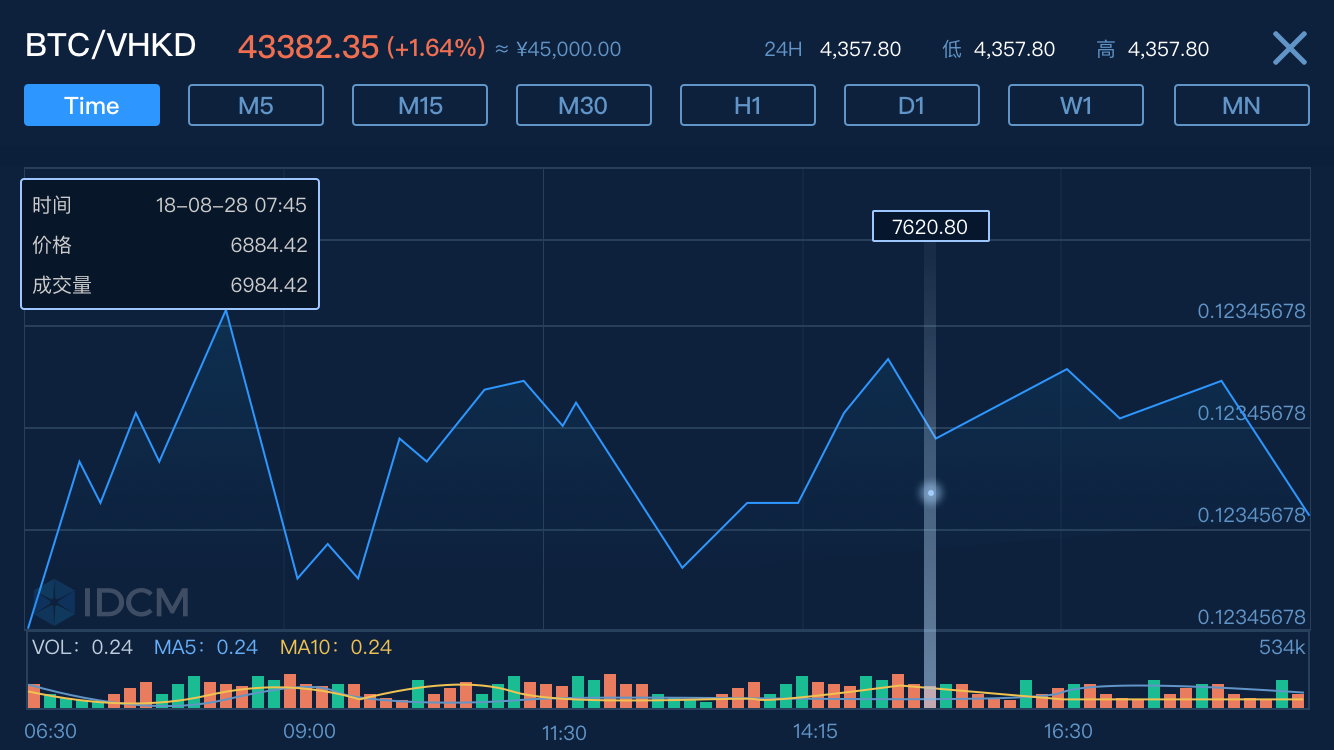 BTC/VHKD 43382.35 (+1.64%) ≈ ¥45,000.00 24H 4,357.80 低 4,357.80 高 4,357.80
Time M5 M15 M30 H1 D1 W1 MN
时间 18-08-28 07:45
价格 6884.42
成交量 6984.42
7620.80
0.12345678
0.12345678
0.12345678
IDCM
0.12345678
VOL: 0.24 MA5: 0.24 MA10: 0.24 534k
06:30 09:00 11:30 14:15 16:30